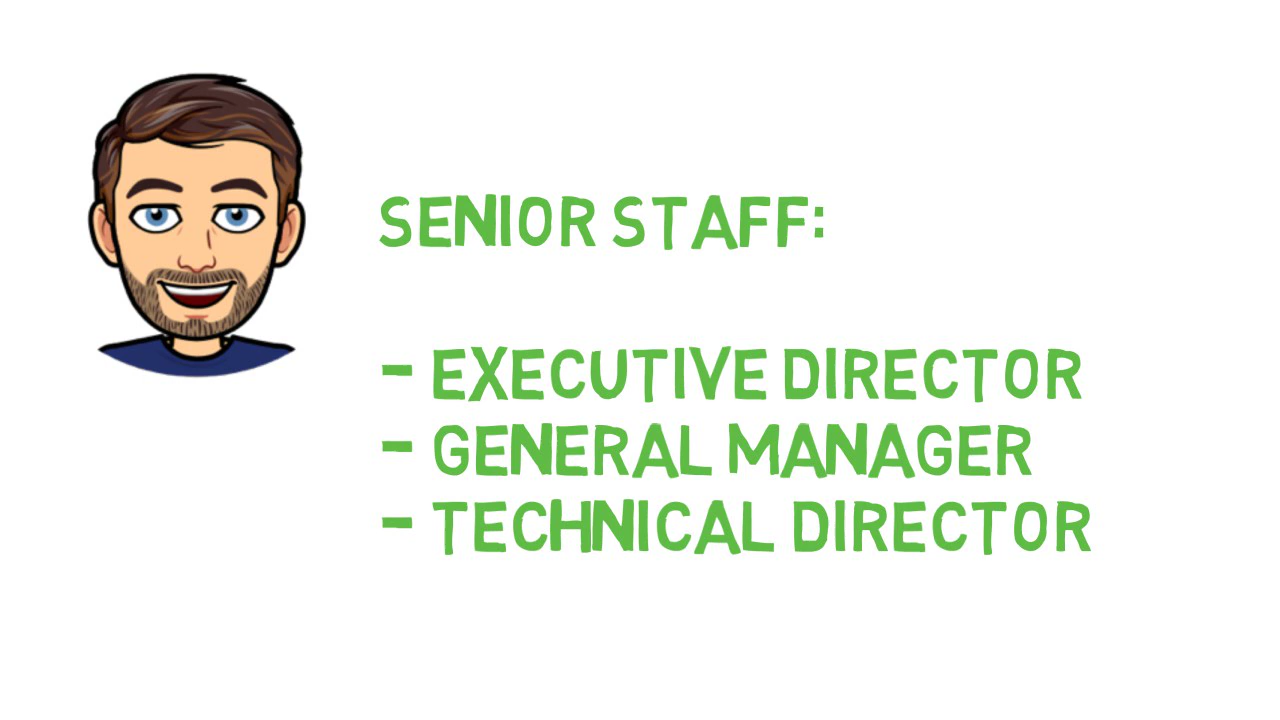 SENIOR STAFF:
- EXECUTIVE DIRECTOR
- GENERAL MANAGER
- TECHNICAL DIRECTOR